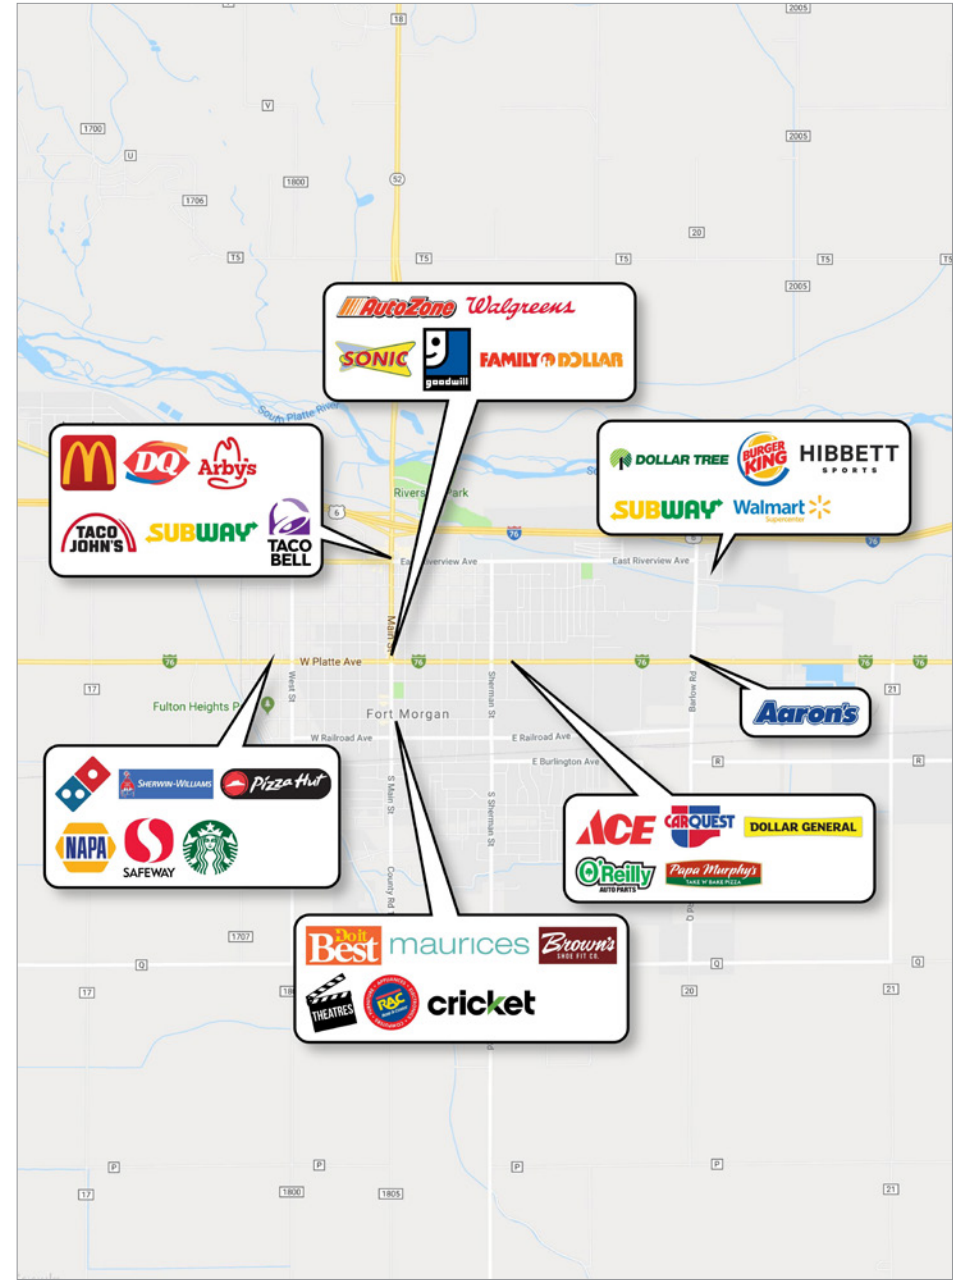 18
2005
V
1700
2005
U
1800
52
1706
20
T5
T5
T5
T5
T5
2005
AutoZone
Walgreens
SONIC
g
goodwill
FAMILY DOLLAR
South Platte River
DQ
Arby's
TACO JOHN'S
SUBWAY
TACO BELL
DOLLAR TREE
BURGER KING
HIBBETT
SPORTS
SUBWAY
Walmart
Supercenter
Park
6
76
76
East Riverview Ave
East Riverview Ave
Main St
76
W Platte Ave
76
76
76
76
17
West St
Sherman St
Barlow Rd
21
Fulton Heights P
Fort Morgan
Aaron's
W Railroad Ave
E Railroad Ave
E Burlington Ave
R
R
SHERWIN-WILLIAMS
Pizza Hut
S Main St
S Sherman St
NAPA
SAFEWAY
ACE
CARQUEST
DOLLAR GENERAL
O'Reilly
AUTO PARTS
Papa Murphy's
TAKE 'N' BAKE PIZZA
County Rd
1707
Q
Q
Q
Do it Best
maurices
Brown's
SHOE FIT CO.
THEATRES
RAC
cricket
17
18
20
21
P
P
P
P
17
1800
1805
21